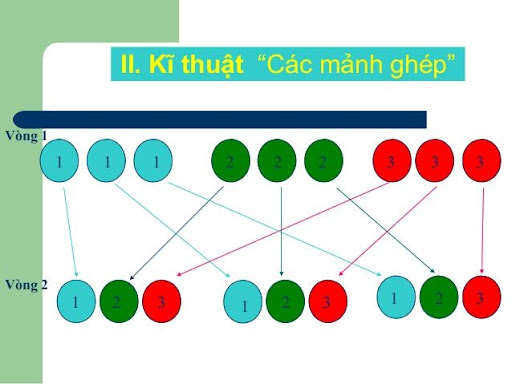 II. Kĩ thuật “Các mảnh ghép”
Vòng 1
1 1 1 2 2 2 3 3 3
Vòng 2
1 2 3 1 2 3 1 2 3